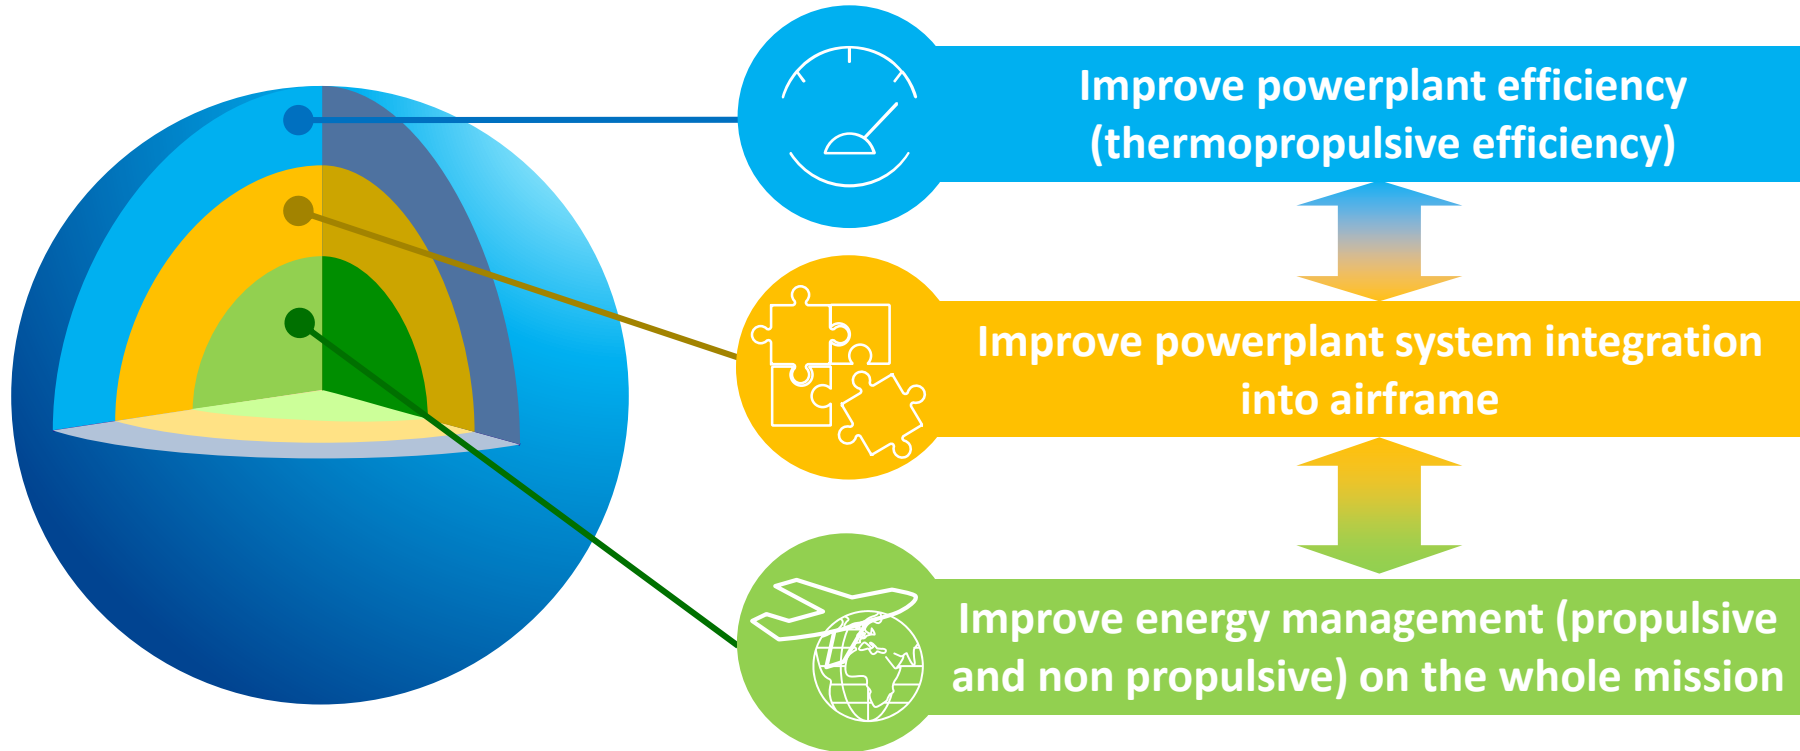 Improve powerplant efficiency
(thermopropulsive efficiency)
Improve powerplant system integration
into airframe
Improve energy management (propulsive
and non propulsive) on the whole mission